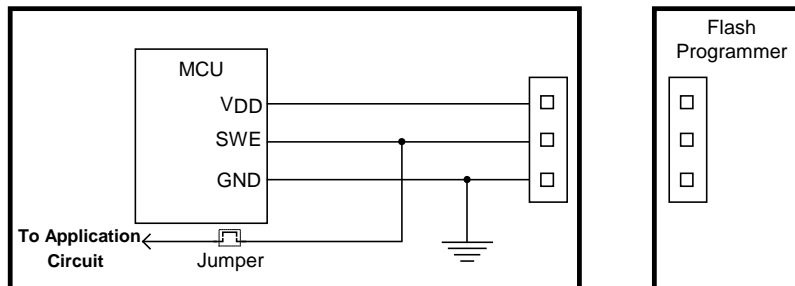 MCU
VDD
SWE
GND
To Application
Circuit
Jumper
Flash
Programmer